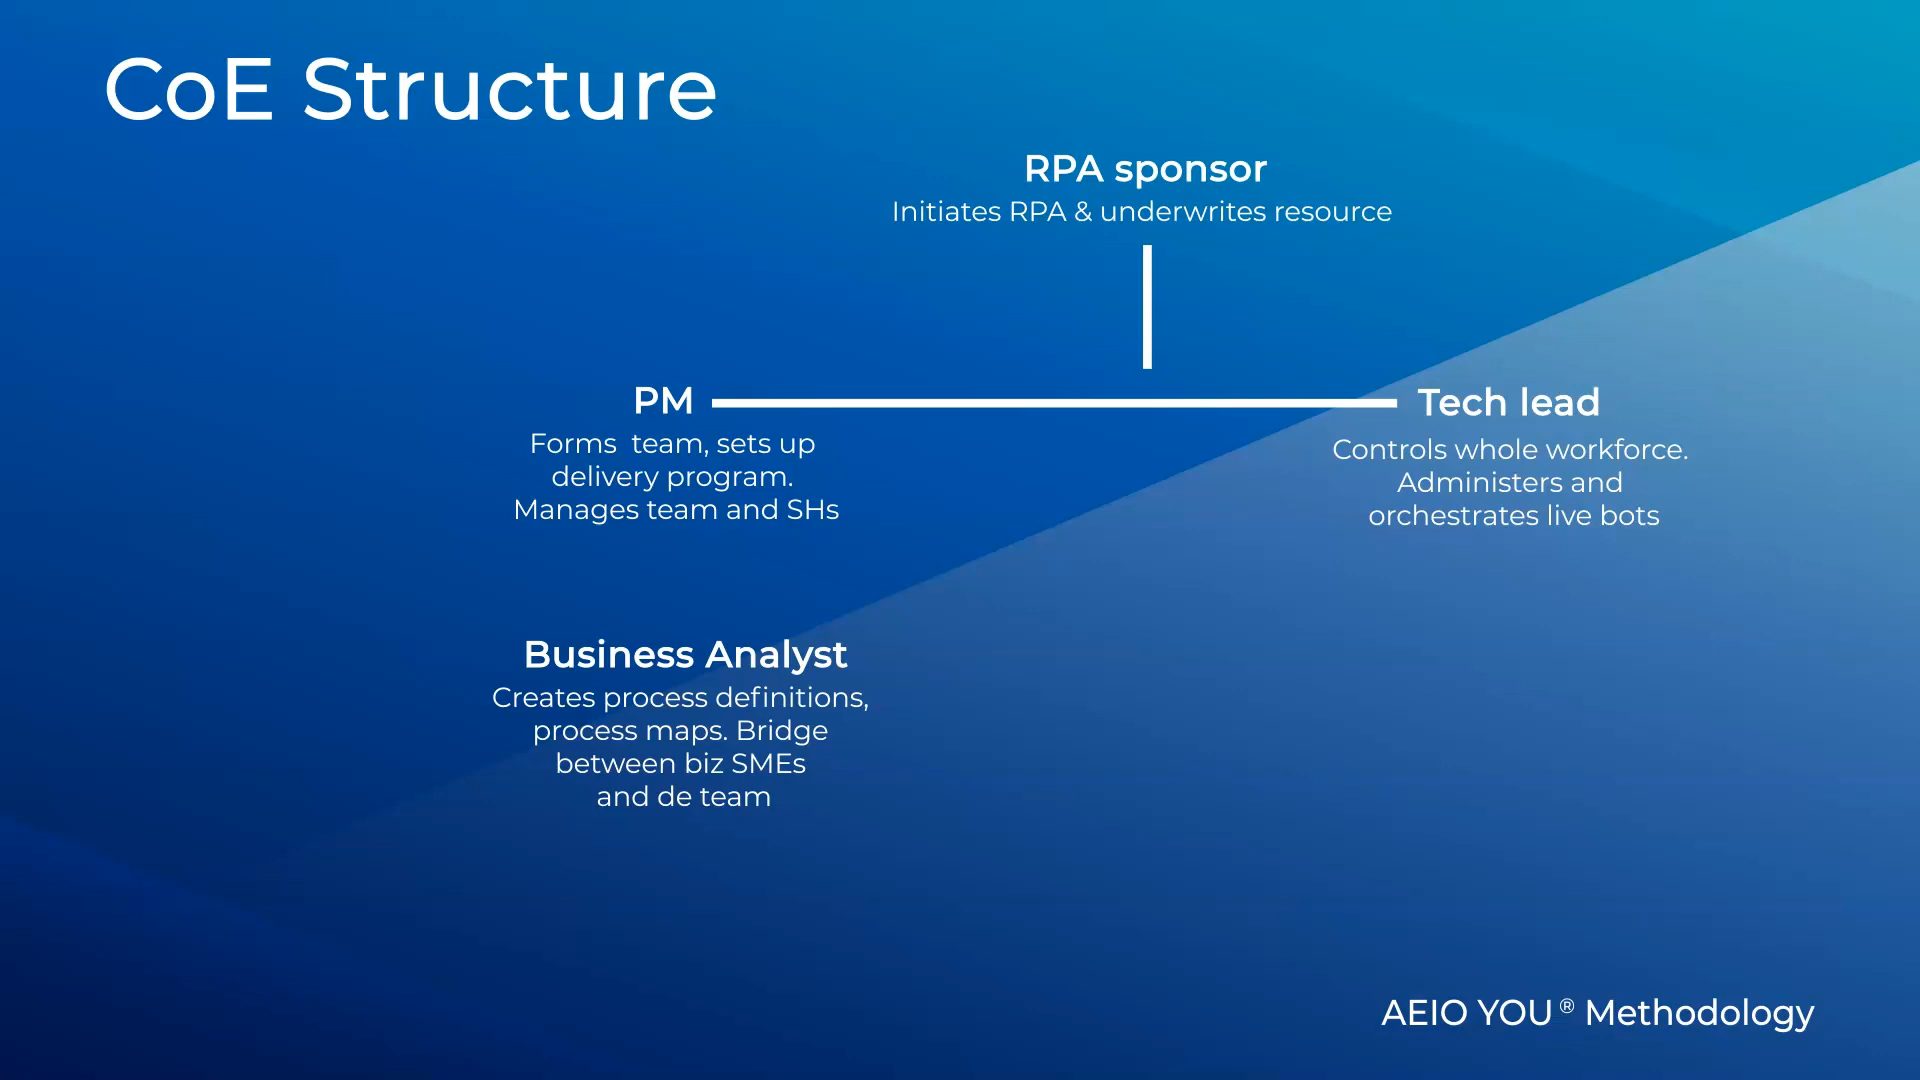 CoE Structure
RPA sponsor
Initiates RPA & underwrites resource
PM
Forms  team, sets up
delivery program.
Manages team and SHs
Tech lead
Controls whole workforce.
Administers and
orchestrates live bots
Business Analyst
Creates process definitions,
process maps. Bridge
between biz SMEs
and de team
AEIO YOU® Methodology